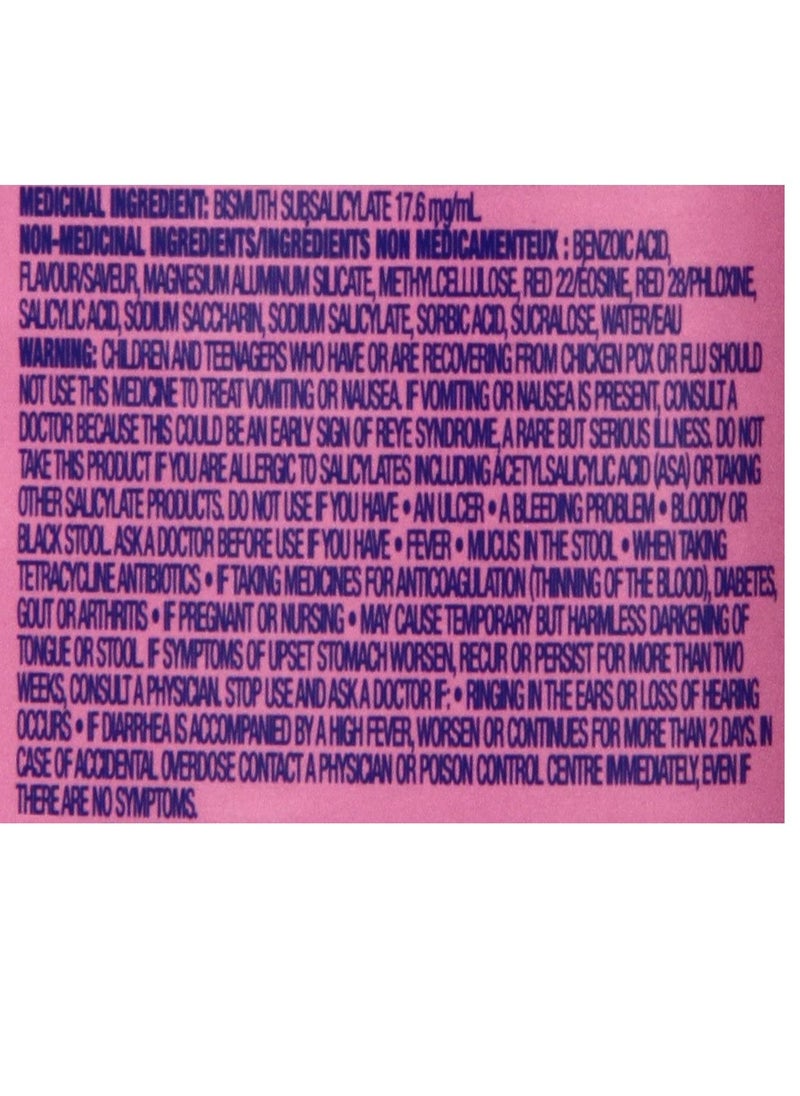 MEDICINAL INGREDIENT: BISMUTH SUBSALICYLATE 17.6 mg/mL
NON-MEDICINAL INGREDIENTS/INGRÉDIENTS NON MÉDICAMENTEUX : BENZOIC ACID,
FLAVOUR/SAVEUR, MAGNESIUM ALUMINUM SILICATE, METHYLCELLULOSE, RED 22/ÉOSINE, RED 28/PHLOXINE,
SALICYLIC ACID, SODIUM SACCHARIN, SODIUM SALICYLATE, SORBIC ACID, SUCRALOSE, WATER/EAU
WARNING: CHILDREN AND TEENAGERS WHO HAVE OR ARE RECOVERING FROM CHICKEN POX OR FLU SHOULD
NOT USE THIS MEDICINE TO TREAT VOMITING OR NAUSEA. IF VOMITING OR NAUSEA IS PRESENT, CONSULT A
DOCTOR BECAUSE THIS COULD BE AN EARLY SIGN OF REYE SYNDROME, A RARE BUT SERIOUS ILLNESS. DO NOT
TAKE THIS PRODUCT IF YOU ARE ALLERGIC TO SALICYLATES INCLUDING ACETYLSALICYLIC ACID (ASA) OR TAKING
OTHER SALICYLATE PRODUCTS. DO NOT USE IF YOU HAVE • AN ULCER • A BLEEDING PROBLEM • BLOODY OR
BLACK STOOL. ASK A DOCTOR BEFORE USE IF YOU HAVE • FEVER • MUCUS IN THE STOOL • WHEN TAKING
TETRACYCLINE ANTIBIOTICS • IF TAKING MEDICINES FOR ANTICOAGULATION (THINNING OF THE BLOOD), DIABETES,
GOUT OR ARTHRITIS • IF PREGNANT OR NURSING • MAY CAUSE TEMPORARY BUT HARMLESS DARKENING OF
TONGUE OR STOOL. IF SYMPTOMS OF UPSET STOMACH WORSEN, RECUR OR PERSIST FOR MORE THAN TWO
WEEKS, CONSULT A PHYSICIAN. STOP USE AND ASK A DOCTOR IF: • RINGING IN THE EARS OR LOSS OF HEARING
OCCURS • IF DIARRHEA IS ACCOMPANIED BY A HIGH FEVER, WORSEN OR CONTINUES FOR MORE THAN 2 DAYS. IN
CASE OF ACCIDENTAL OVERDOSE CONTACT A PHYSICIAN OR POISON CONTROL CENTRE IMMEDIATELY, EVEN IF
THERE ARE NO SYMPTOMS.